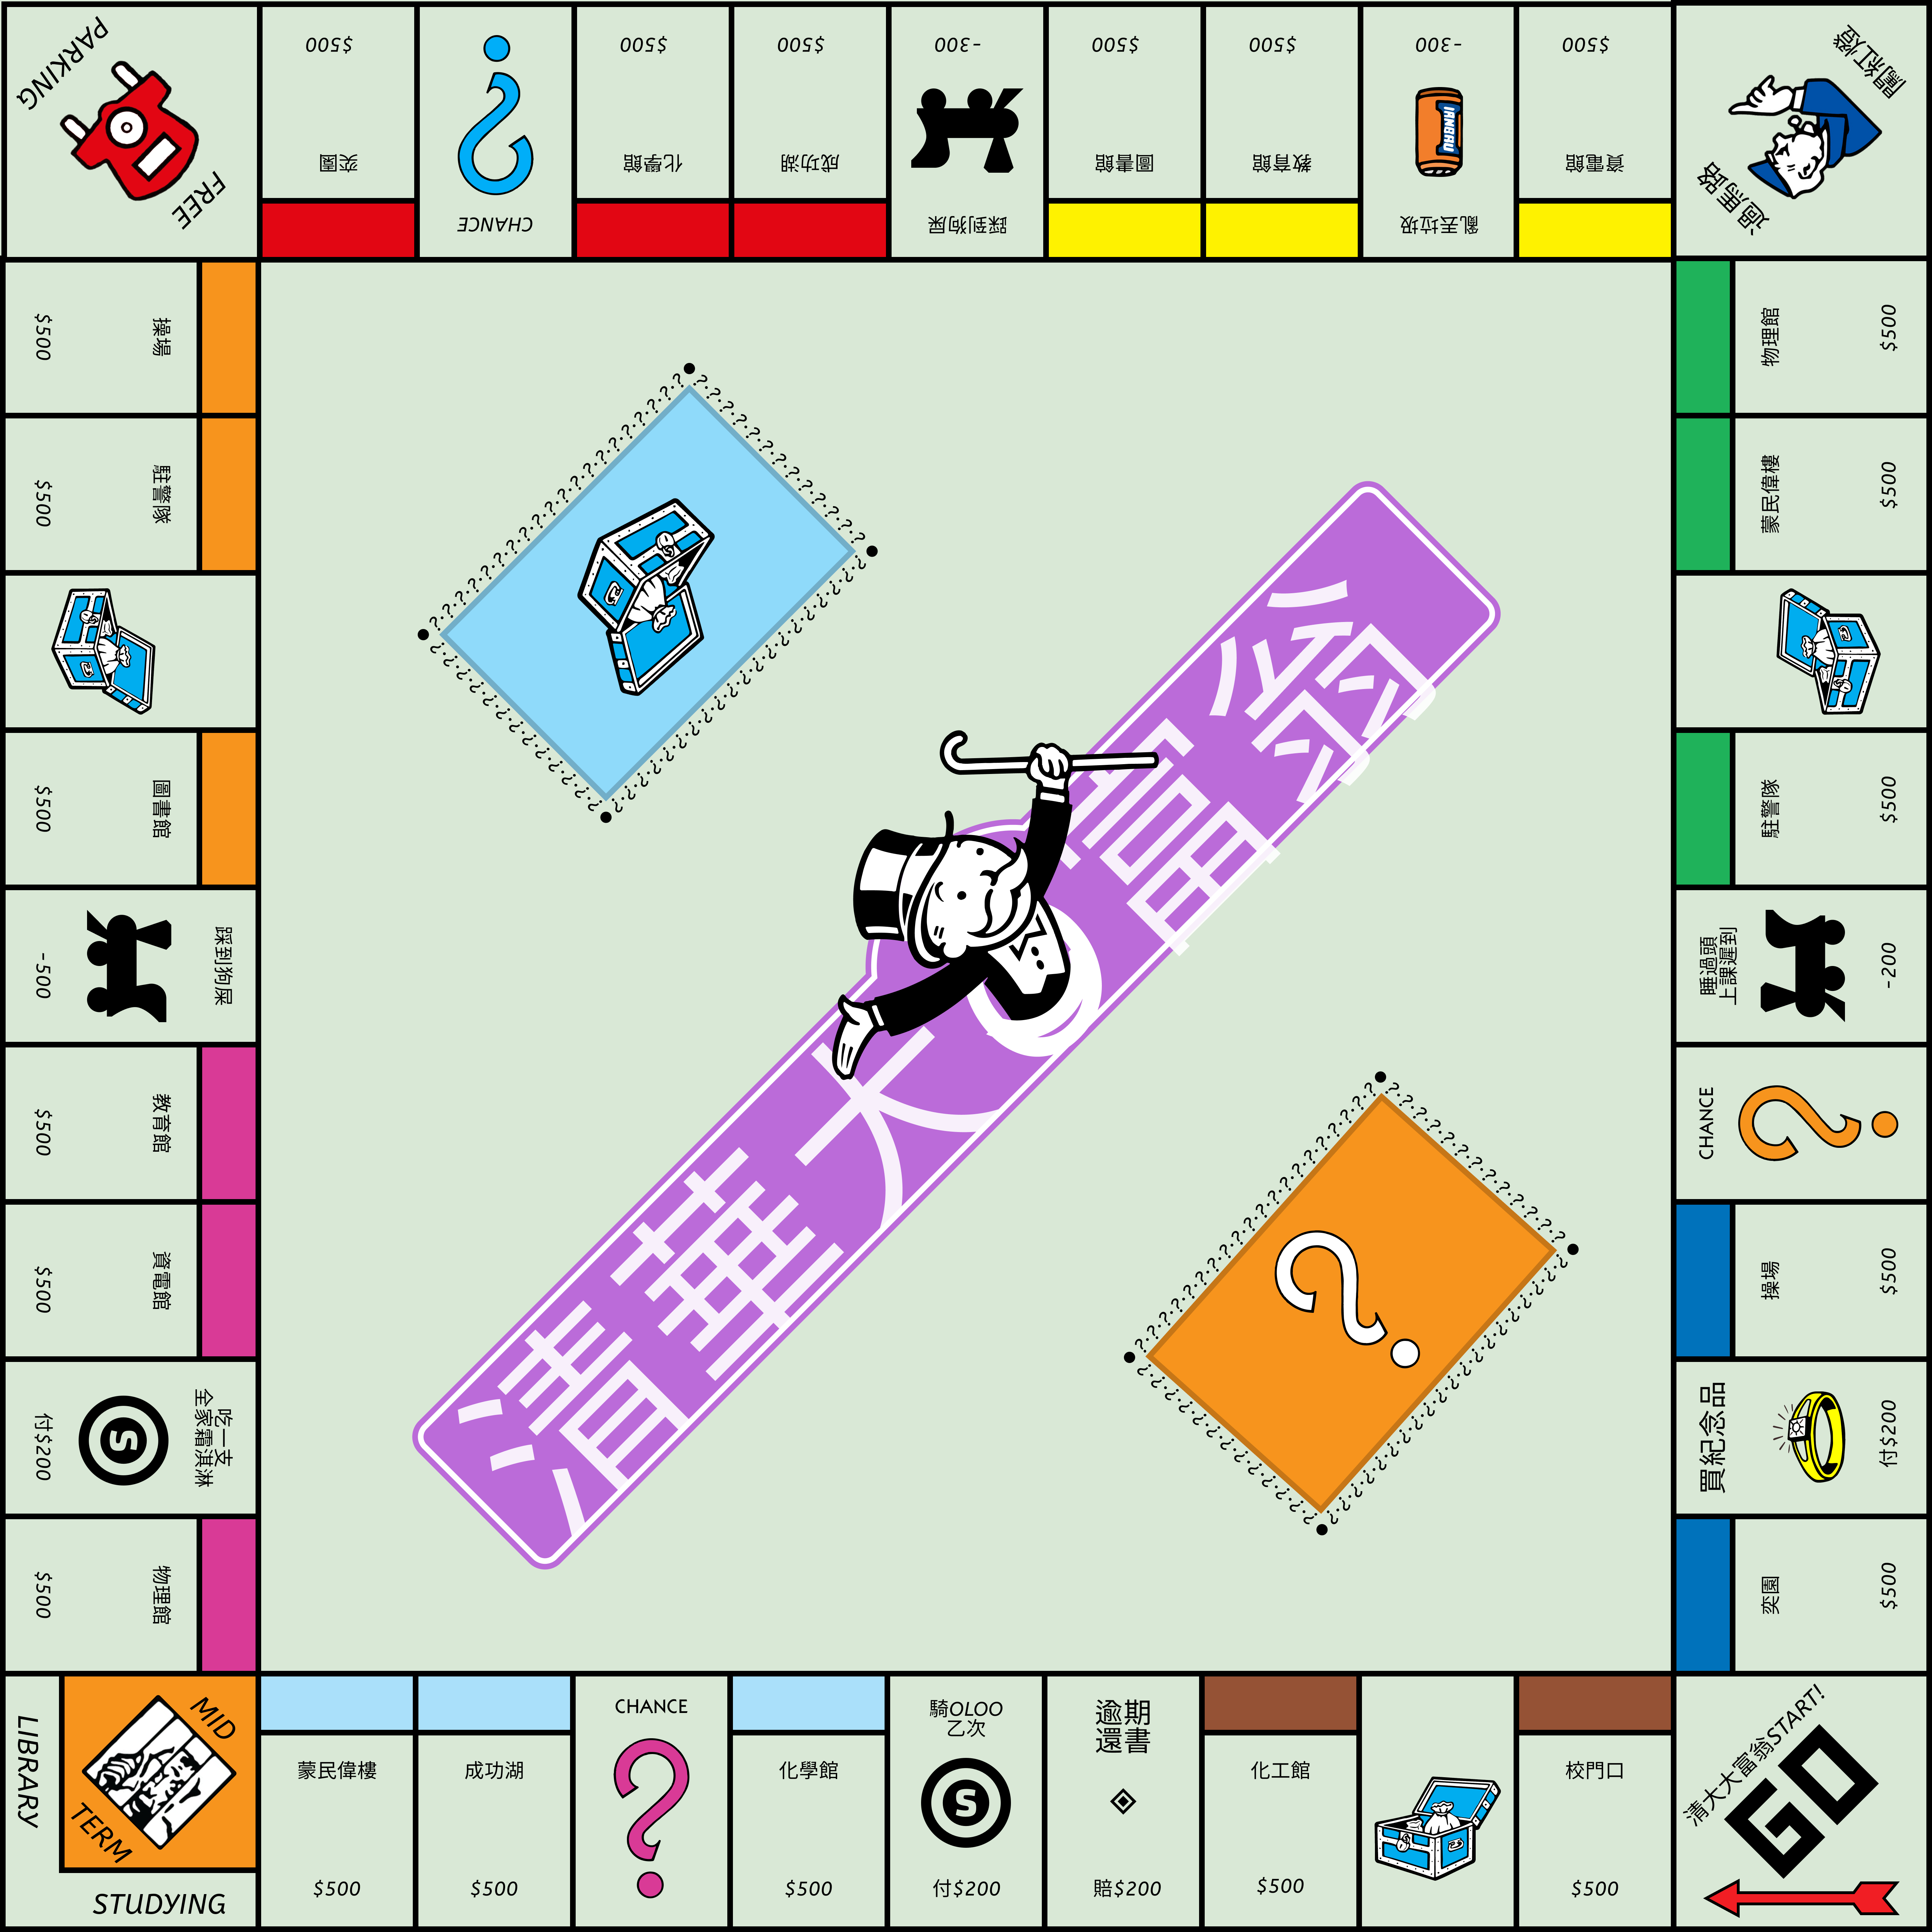 清大大富翁START!
GO
校門口
$500
化工館
$500
逾期
還書
賠$200
騎OLOO
乙次
付$200
S
化學館
$500
CHANCE
?
成功湖
$500
蒙民偉樓
$500
MID
TERM
LIBRARY
STUDYING
物理館
$500
吃一支
全家霜淇淋
S
付$200
資電館
$500
教育館
$500
踩到狗屎
-500
圖書館
$500
駐警隊
$500
操場
$500
FREE
PARKING
奕園
$500
CHANCE
?
化學館
$500
成功湖
$500
踩到狗屎
-300
圖書館
$500
教育館
$500
亂丟垃圾
-300
資電館
$500
過馬路
闖紅燈
物理館
$500
蒙民偉樓
$500
駐警隊
$500
睡過頭
上課遲到
-200
CHANCE
?
操場
$500
買紀念品
付$200
奕園
$500
清華大富翁
?